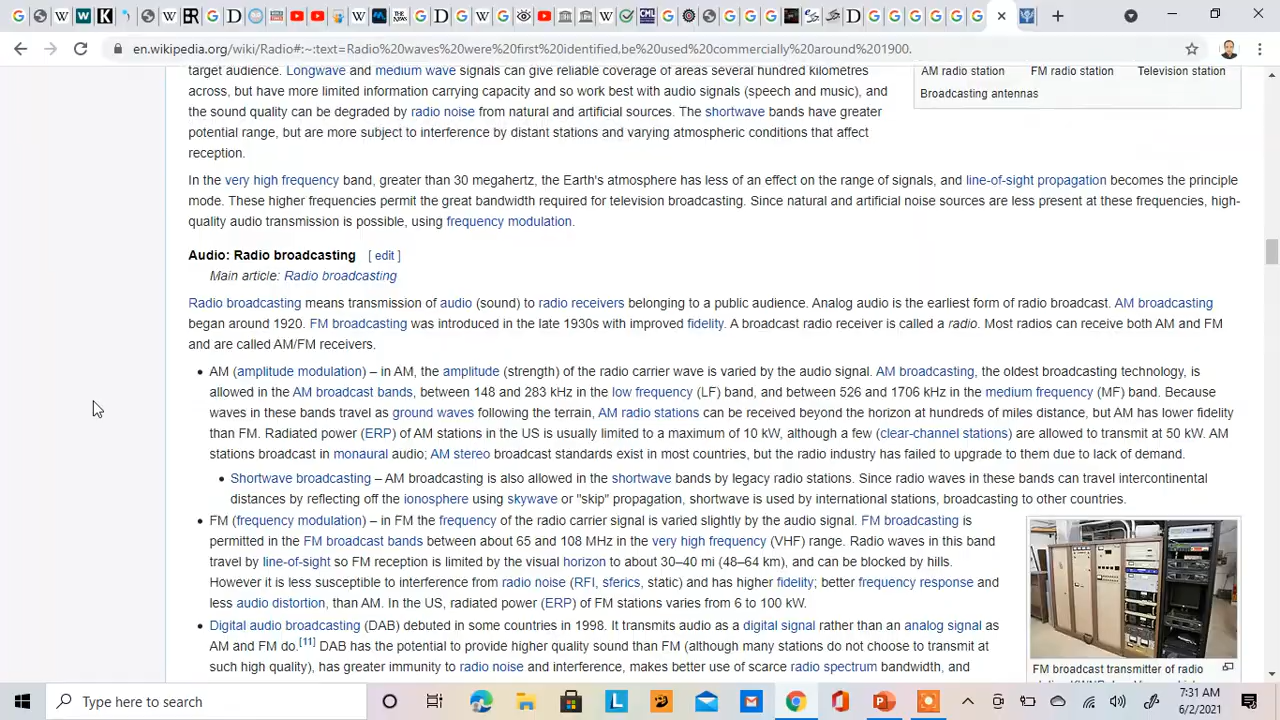 en.wikipedia.org/wiki/Radio#:~:text=Radio%20waves%20were%20first%20identified,be%20used%20commercially%20around%201900.
target audience. Longwave and medium wave signals can give reliable coverage of areas several hundred kilometres
across, but have more limited information carrying capacity and so work best with audio signals (speech and music), and
the sound quality can be degraded by radio noise from natural and artificial sources. The shortwave bands have greater
potential range, but are more subject to interference by distant stations and varying atmospheric conditions that affect
reception.
AM radio station FM radio station Television station
Broadcasting antennas
In the very high frequency band, greater than 30 megahertz, the Earth's atmosphere has less of an effect on the range of signals, and line-of-sight propagation becomes the principle
mode. These higher frequencies permit the great bandwidth required for television broadcasting. Since natural and artificial noise sources are less present at these frequencies, high-
quality audio transmission is possible, using frequency modulation.
Audio: Radio broadcasting [ edit ]
Main article: Radio broadcasting
Radio broadcasting means transmission of audio (sound) to radio receivers belonging to a public audience. Analog audio is the earliest form of radio broadcast. AM broadcasting
began around 1920. FM broadcasting was introduced in the late 1930s with improved fidelity. A broadcast radio receiver is called a radio. Most radios can receive both AM and FM
and are called AM/FM receivers.
• AM (amplitude modulation) – in AM, the amplitude (strength) of the radio carrier wave is varied by the audio signal. AM broadcasting, the oldest broadcasting technology, is
allowed in the AM broadcast bands, between 148 and 283 kHz in the low frequency (LF) band, and between 526 and 1706 kHz in the medium frequency (MF) band. Because
waves in these bands travel as ground waves following the terrain, AM radio stations can be received beyond the horizon at hundreds of miles distance, but AM has lower fidelity
than FM. Radiated power (ERP) of AM stations in the US is usually limited to a maximum of 10 kW, although a few (clear-channel stations) are allowed to transmit at 50 kW. AM
stations broadcast in monaural audio; AM stereo broadcast standards exist in most countries, but the radio industry has failed to upgrade to them due to lack of demand.
• Shortwave broadcasting – AM broadcasting is also allowed in the shortwave bands by legacy radio stations. Since radio waves in these bands can travel intercontinental
distances by reflecting off the ionosphere using skywave or "skip" propagation, shortwave is used by international stations, broadcasting to other countries.
• FM (frequency modulation) – in FM the frequency of the radio carrier signal is varied slightly by the audio signal. FM broadcasting is
permitted in the FM broadcast bands between about 65 and 108 MHz in the very high frequency (VHF) range. Radio waves in this band
travel by line-of-sight so FM reception is limited by the visual horizon to about 30–40 mi (48–64 km), and can be blocked by hills.
However it is less susceptible to interference from radio noise (RFI, sferics, static) and has higher fidelity; better frequency response and
less audio distortion, than AM. In the US, radiated power (ERP) of FM stations varies from 6 to 100 kW.
• Digital audio broadcasting (DAB) debuted in some countries in 1998. It transmits audio as a digital signal rather than an analog signal as
AM and FM do.[11] DAB has the potential to provide higher quality sound than FM (although many stations do not choose to transmit at
such high quality), has greater immunity to radio noise and interference, makes better use of scarce radio spectrum bandwidth, and
FM broadcast transmitter of radio
Type here to search
7:31 AM
6/2/2021